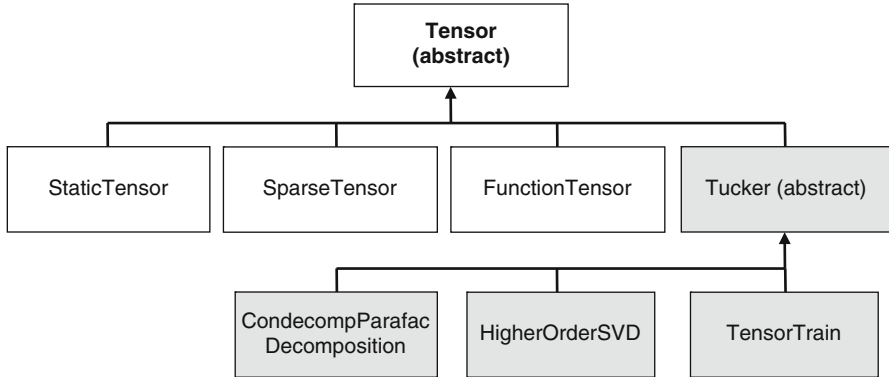 Tensor
(abstract)
StaticTensor
SparseTensor
FunctionTensor
Tucker (abstract)
CondecompParafac
Decomposition
HigherOrderSVD
TensorTrain